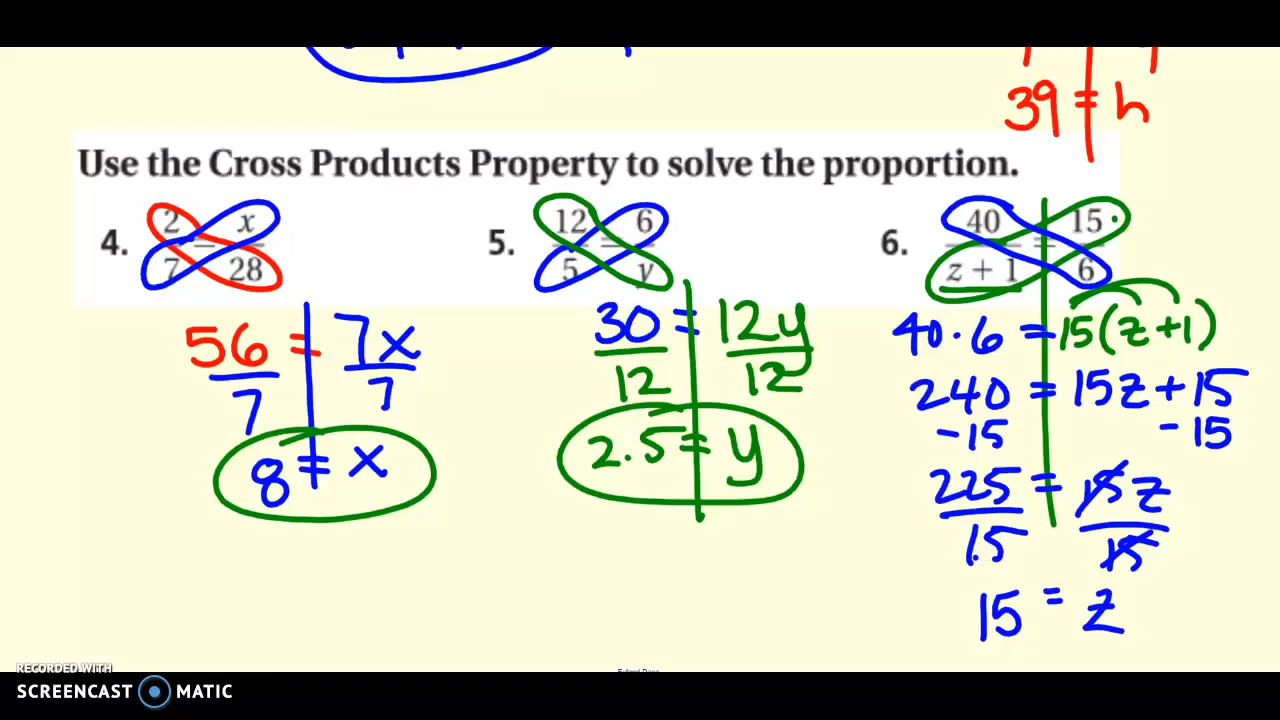 39 = h
Use the Cross Products Property to solve the proportion.
4. 2/7 = x/28
5. 12/5 = 6/y
6. 40/z + 1 = 15/6
56 = 7x
7 7
8 = x
30 = 12y
12 12
2.5 = y
40 · 6 = 15(z + 1)
240 = 15z + 15
-15 -15
225 = 15z
15 15
15 = z
RECORDED WITH
SCREENCAST MATIC